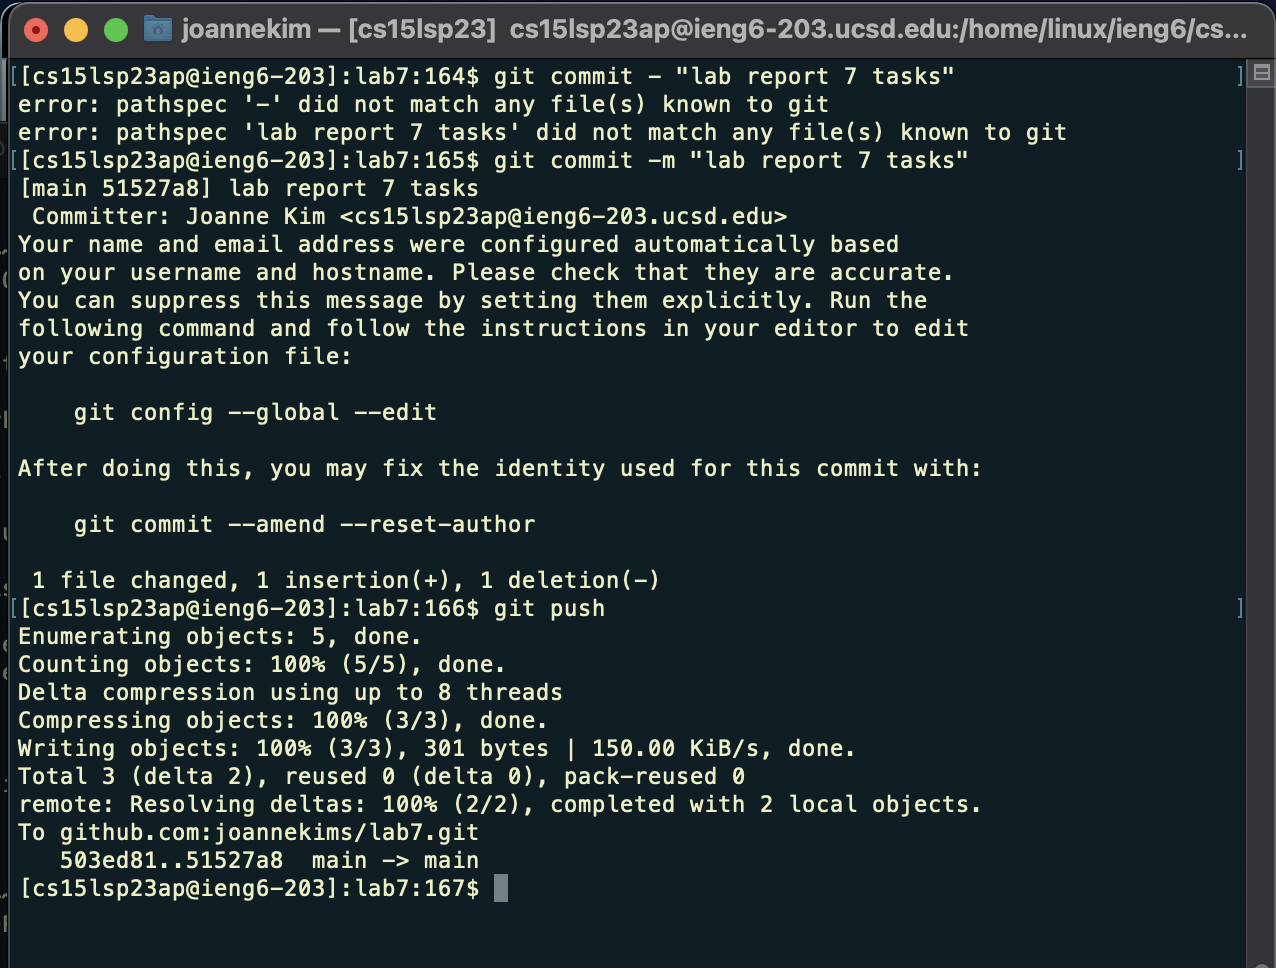 joannekim — [cs15lsp23] cs15lsp23ap@ieng6-203.ucsd.edu:/home/linux/ieng6/cs...
[[cs15lsp23ap@ieng6-203]:lab7:164$ git commit - "lab report 7 tasks" ]
error: pathspec '-' did not match any file(s) known to git
error: pathspec 'lab report 7 tasks' did not match any file(s) known to git
[[cs15lsp23ap@ieng6-203]:lab7:165$ git commit -m "lab report 7 tasks" ]
[main 51527a8] lab report 7 tasks
 Committer: Joanne Kim <cs15lsp23ap@ieng6-203.ucsd.edu>
Your name and email address were configured automatically based
on your username and hostname. Please check that they are accurate.
You can suppress this message by setting them explicitly. Run the
following command and follow the instructions in your editor to edit
your configuration file:
    git config --global --edit
After doing this, you may fix the identity used for this commit with:
    git commit --amend --reset-author
 1 file changed, 1 insertion(+), 1 deletion(-)
[[cs15lsp23ap@ieng6-203]:lab7:166$ git push ]
Enumerating objects: 5, done.
Counting objects: 100% (5/5), done.
Delta compression using up to 8 threads
Compressing objects: 100% (3/3), done.
Writing objects: 100% (3/3), 301 bytes | 150.00 KiB/s, done.
Total 3 (delta 2), reused 0 (delta 0), pack-reused 0
remote: Resolving deltas: 100% (2/2), completed with 2 local objects.
To github.com:joannekims/lab7.git
   503ed81..51527a8  main -> main
[cs15lsp23ap@ieng6-203]:lab7:167$